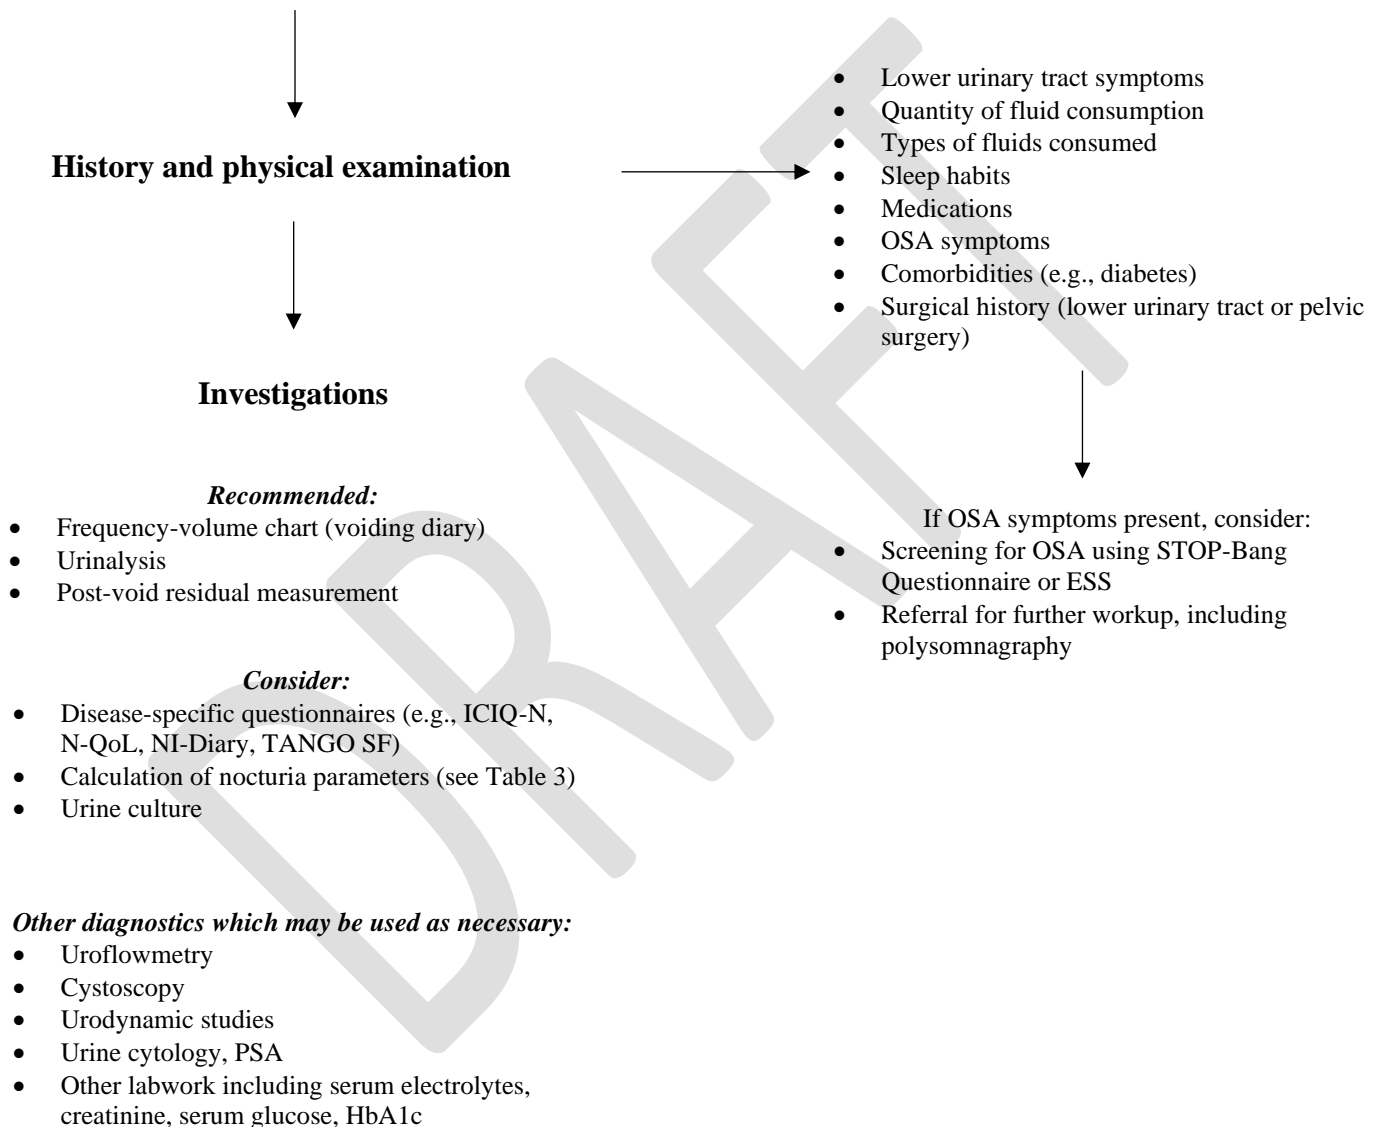 History and physical examination
• Lower urinary tract symptoms
• Quantity of fluid consumption
• Types of fluids consumed
• Sleep habits
• Medications
• OSA symptoms
• Comorbidities (e.g., diabetes)
• Surgical history (lower urinary tract or pelvic
surgery)
If OSA symptoms present, consider:
• Screening for OSA using STOP-Bang
Questionnaire or ESS
• Referral for further workup, including
polysomnagraphy
Investigations
Recommended:
• Frequency-volume chart (voiding diary)
• Urinalysis
• Post-void residual measurement
Consider:
• Disease-specific questionnaires (e.g., ICIQ-N,
N-QoL, NI-Diary, TANGO SF)
• Calculation of nocturia parameters (see Table 3)
• Urine culture
Other diagnostics which may be used as necessary:
• Uroflowmetry
• Cystoscopy
• Urodynamic studies
• Urine cytology, PSA
• Other labwork including serum electrolytes,
creatinine, serum glucose, HbA1c
DRAFT